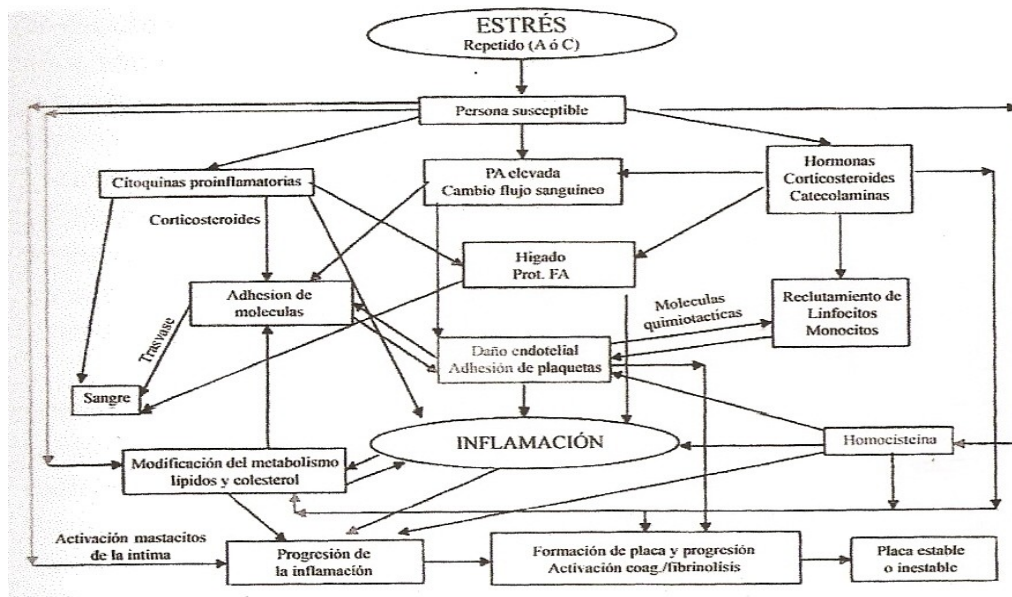 ESTRÉS
Repetido (A ó C)
Persona susceptible
Citoquinas proinflamatorias
PA elevada
Cambio flujo sanguineo
Hormonas
Corticosteroides
Catecolaminas
Corticosteroides
Higado
Prot. FA
Adhesion de
moleculas
Moleculas
quimiotacticas
Reclutamiento de
Linfocitos
Monocitos
Trasvase
Daño endotelial
Adhesión de plaquetas
Sangre
INFLAMACIÓN
Homocisteina
Modificación del metabolismo
lípidos y colesterol
Activación mastacitos
de la intima
Progresión de
la inflamación
Formación de placa y progresión
Activación coag./fibrinolisis
Placa estable
o inestable